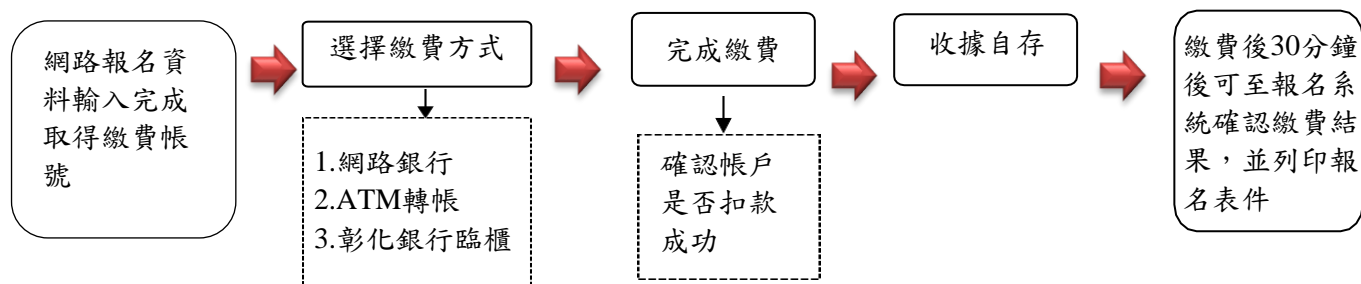 網路報名資
料輸入完成
取得繳費帳
號
選擇繳費方式
1.網路銀行
2.ATM轉帳
3.彰化銀行臨櫃
完成繳費
確認帳戶
是否扣款
成功
收據自存
繳費後30分鐘
後可至報名系
統確認繳費結
果，並列印報
名表件